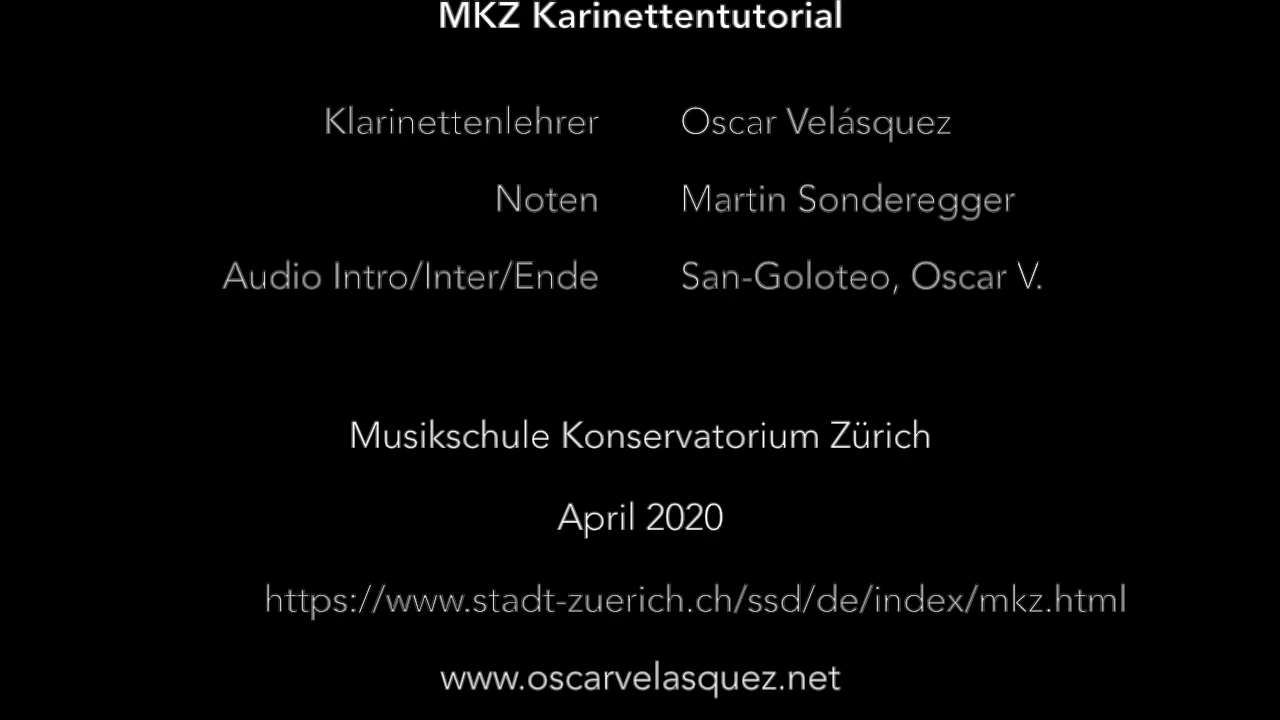 MKZ Karinettentutorial
Klarinettenlehrer Oscar Velásquez
Noten Martin Sonderegger
Audio Intro/Inter/Ende San-Goloteo, Oscar V.
Musikschule Konservatorium Zürich
April 2020
https://www.stadt-zuerich.ch/ssd/de/index/mkz.html
www.oscarvelasquez.net